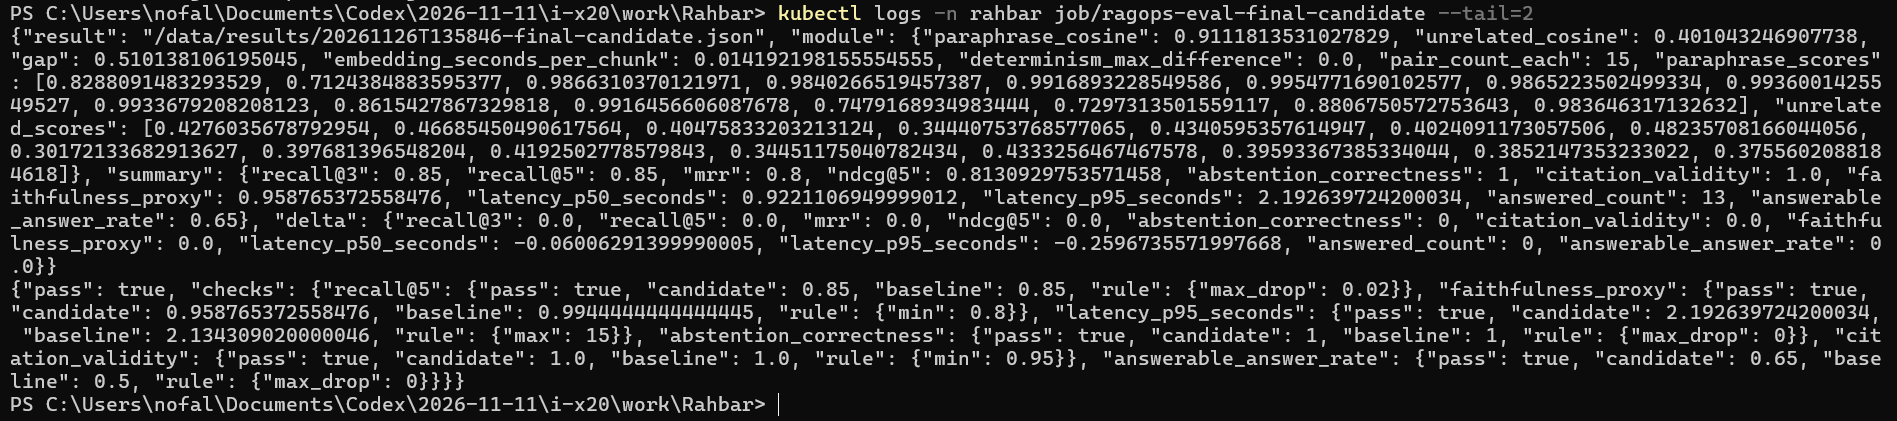 PS C:\Users\nofal\Documents\Codex\2026-11-11\i-x20\work\Rahbar> kubectl logs -n rahbar job/ragops-eval-final-candidate --tail=2
{"result": "/data/results/20261126T135846-final-candidate.json", "module": {"paraphrase_cosine": 0.9111813531027829, "unrelated_cosine": 0.401043246907738,
"gap": 0.510138106195045, "embedding_seconds_per_chunk": 0.014192198155554555, "determinism_max_difference": 0.0, "pair_count_each": 15, "paraphrase_scores"
: [0.8288091483293529, 0.7124384883595377, 0.9866310370121971, 0.9840266519457387, 0.9916893228549586, 0.9954771690102577, 0.9865223502499334, 0.9936001425
549527, 0.9933679208208123, 0.8615427867329818, 0.9916456606087678, 0.7479168934983444, 0.7297313501559117, 0.8806750572753643, 0.983646317132632], "unrelate
d_scores": [0.4276035678792954, 0.46685450490617564, 0.40475833203213124, 0.34440753768577065, 0.4340595357614947, 0.4024091173057506, 0.48235708166044056,
0.30172133682913627, 0.397681396548204, 0.4192502778579843, 0.34451175040782434, 0.4333256467467578, 0.39593367385334044, 0.3852147353233022, 0.375560208818
4618]}, "summary": {"recall@3": 0.85, "recall@5": 0.85, "mrr": 0.8, "ndcg@5": 0.8130929753571458, "abstention_correctness": 1, "citation_validity": 1.0, "fa
ithfulness_proxy": 0.958765372558476, "latency_p50_seconds": 0.9221106949999012, "latency_p95_seconds": 2.192639724200034, "answered_count": 13, "answerable
_answer_rate": 0.65}, "delta": {"recall@3": 0.0, "recall@5": 0.0, "mrr": 0.0, "ndcg@5": 0.0, "abstention_correctness": 0, "citation_validity": 0.0, "faithfu
lness_proxy": 0.0, "latency_p50_seconds": -0.06006291399990005, "latency_p95_seconds": -0.2596735571997668, "answered_count": 0, "answerable_answer_rate": 0
.0}}
{"pass": true, "checks": {"recall@5": {"pass": true, "candidate": 0.85, "baseline": 0.85, "rule": {"max_drop": 0.02}}, "faithfulness_proxy": {"pass": true,
"candidate": 0.958765372558476, "baseline": 0.9944444444444445, "rule": {"min": 0.8}}, "latency_p95_seconds": {"pass": true, "candidate": 2.192639724200034,
"baseline": 2.134309020000046, "rule": {"max": 15}}, "abstention_correctness": {"pass": true, "candidate": 1, "baseline": 1, "rule": {"max_drop": 0}}, "cit
ation_validity": {"pass": true, "candidate": 1.0, "baseline": 1.0, "rule": {"min": 0.95}}, "answerable_answer_rate": {"pass": true, "candidate": 0.65, "base
line": 0.5, "rule": {"max_drop": 0}}}}
PS C:\Users\nofal\Documents\Codex\2026-11-11\i-x20\work\Rahbar>